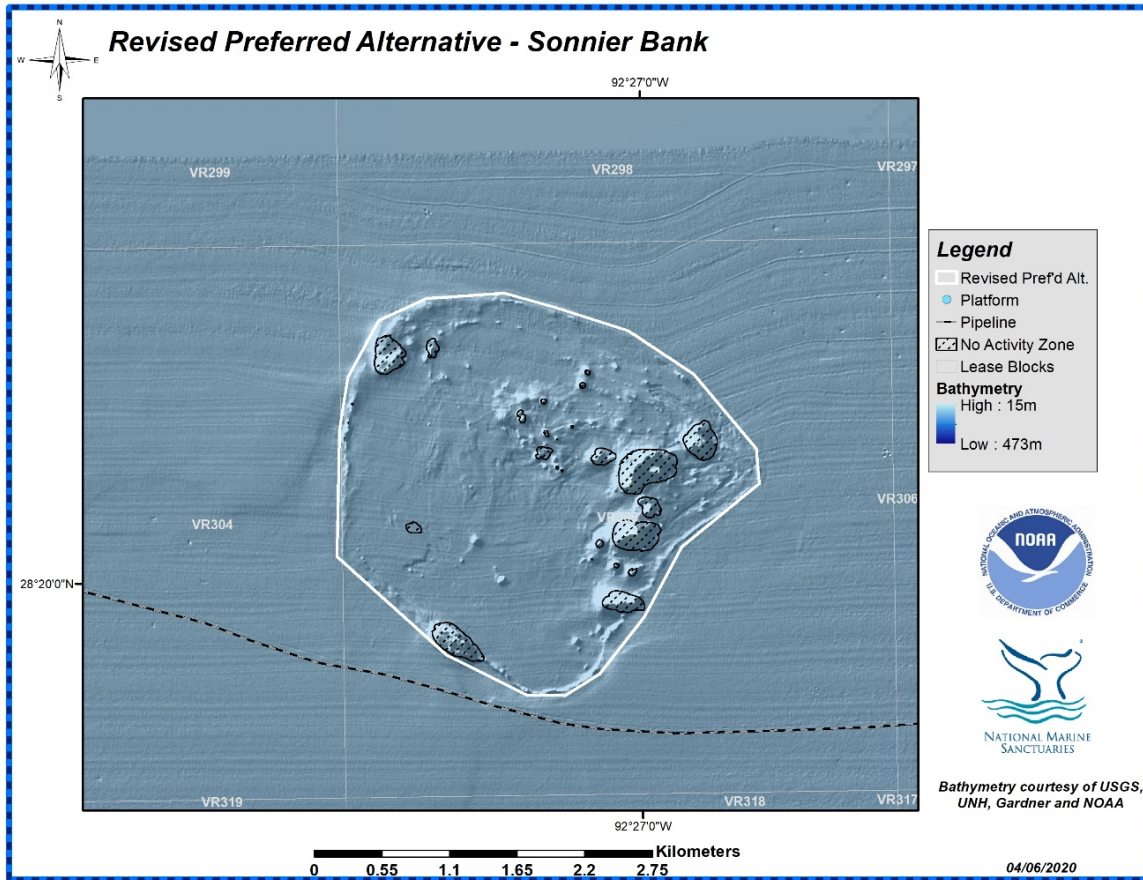 Revised Preferred Alternative - Sonnier Bank
N
W
E
S
92°27'0"W
VR299
VR298
VR297
VR304
VR306
28°20'0"N
VR319
VR318
VR317
92°27'0"W
Legend
Revised Pref'd Alt.
Platform
Pipeline
No Activity Zone
Lease Blocks
Bathymetry
High : 15m
Low : 473m
NATIONAL OCEANIC AND ATMOSPHERIC ADMINISTRATION
NOAA
U.S. DEPARTMENT OF COMMERCE
NATIONAL MARINE
SANCTUARIES
Bathymetry courtesy of USGS,
UNH, Gardner and NOAA
Kilometers
0 0.55 1.1 1.65 2.2 2.75
04/06/2020